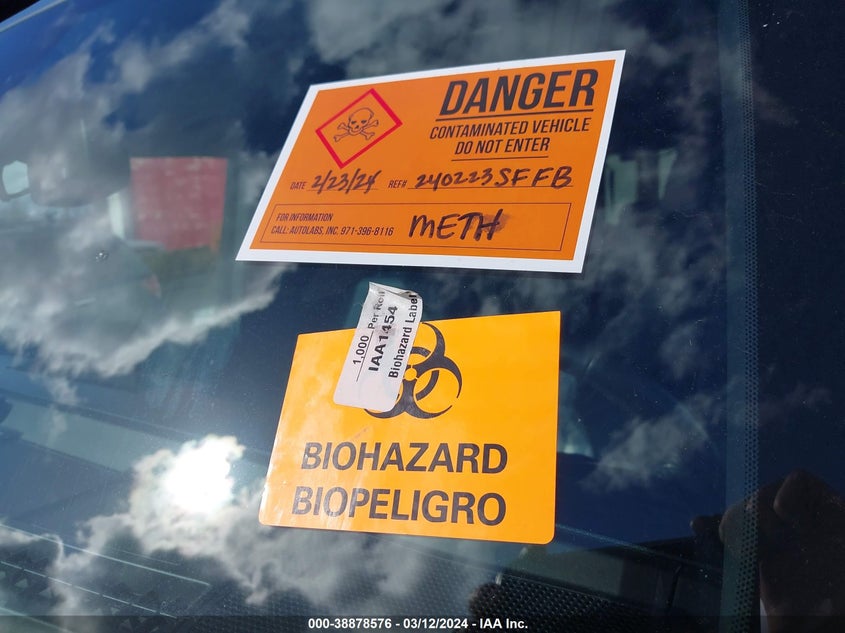 DANGER
CONTAMINATED VEHICLE
DO NOT ENTER
DATE 2/23/24 REF# 240223SFFB
FOR INFORMATION
CALL: AUTOLABS, INC. 971-396-8116 METH
1,000 Per Roll
IAA1454
Biohazard Label
BIOHAZARD
BIOPELIGRO
000-38878576 / 03/12/2024 - IAA Inc.